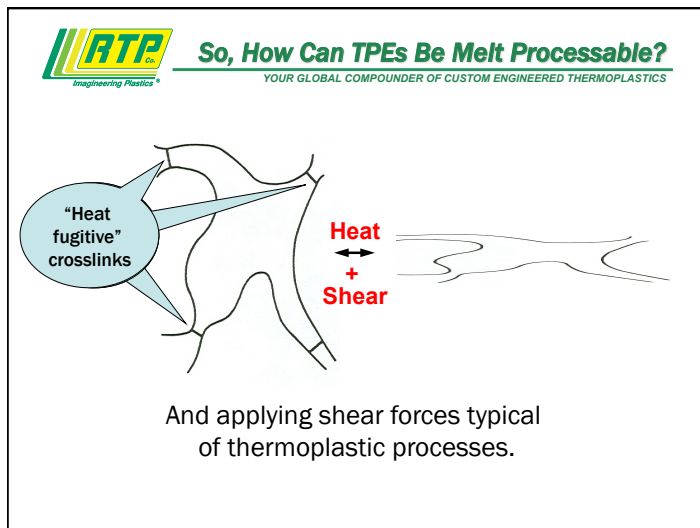 RTP
Co.
Imagineering Plastics®
So, How Can TPEs Be Melt Processable?
YOUR GLOBAL COMPOUNDER OF CUSTOM ENGINEERED THERMOPLASTICS
“Heat
fugitive”
crosslinks
Heat
+
Shear
And applying shear forces typical
of thermoplastic processes.